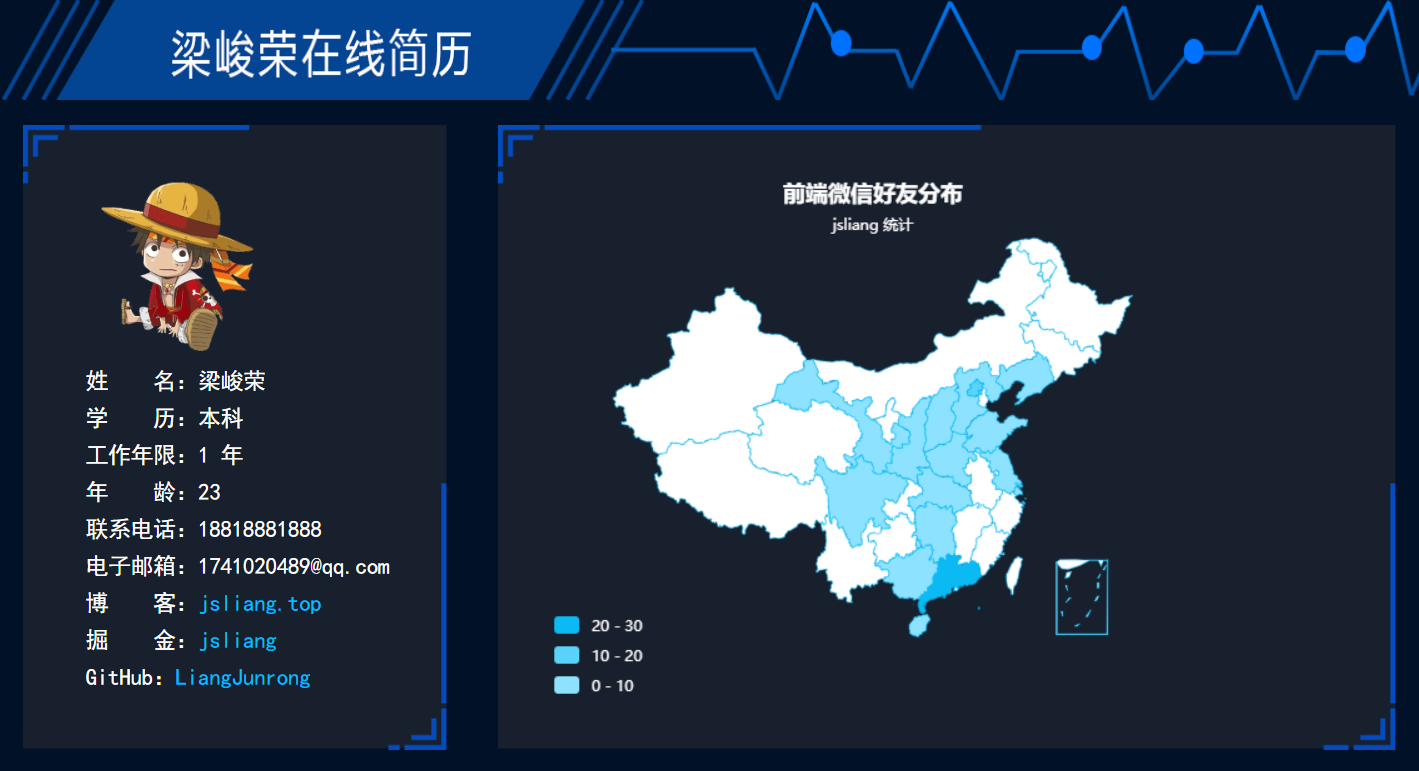 梁峻荣在线简历
姓　　名：梁峻荣
学　　历：本科
工作年限：1 年
年　　龄：23
联系电话：18818881888
电子邮箱：1741020489@qq.com
博　　客：jsliang.top
掘　　金：jsliang
GitHub：LiangJunrong
前端微信好友分布
jsliang 统计
20 - 30
10 - 20
0 - 10